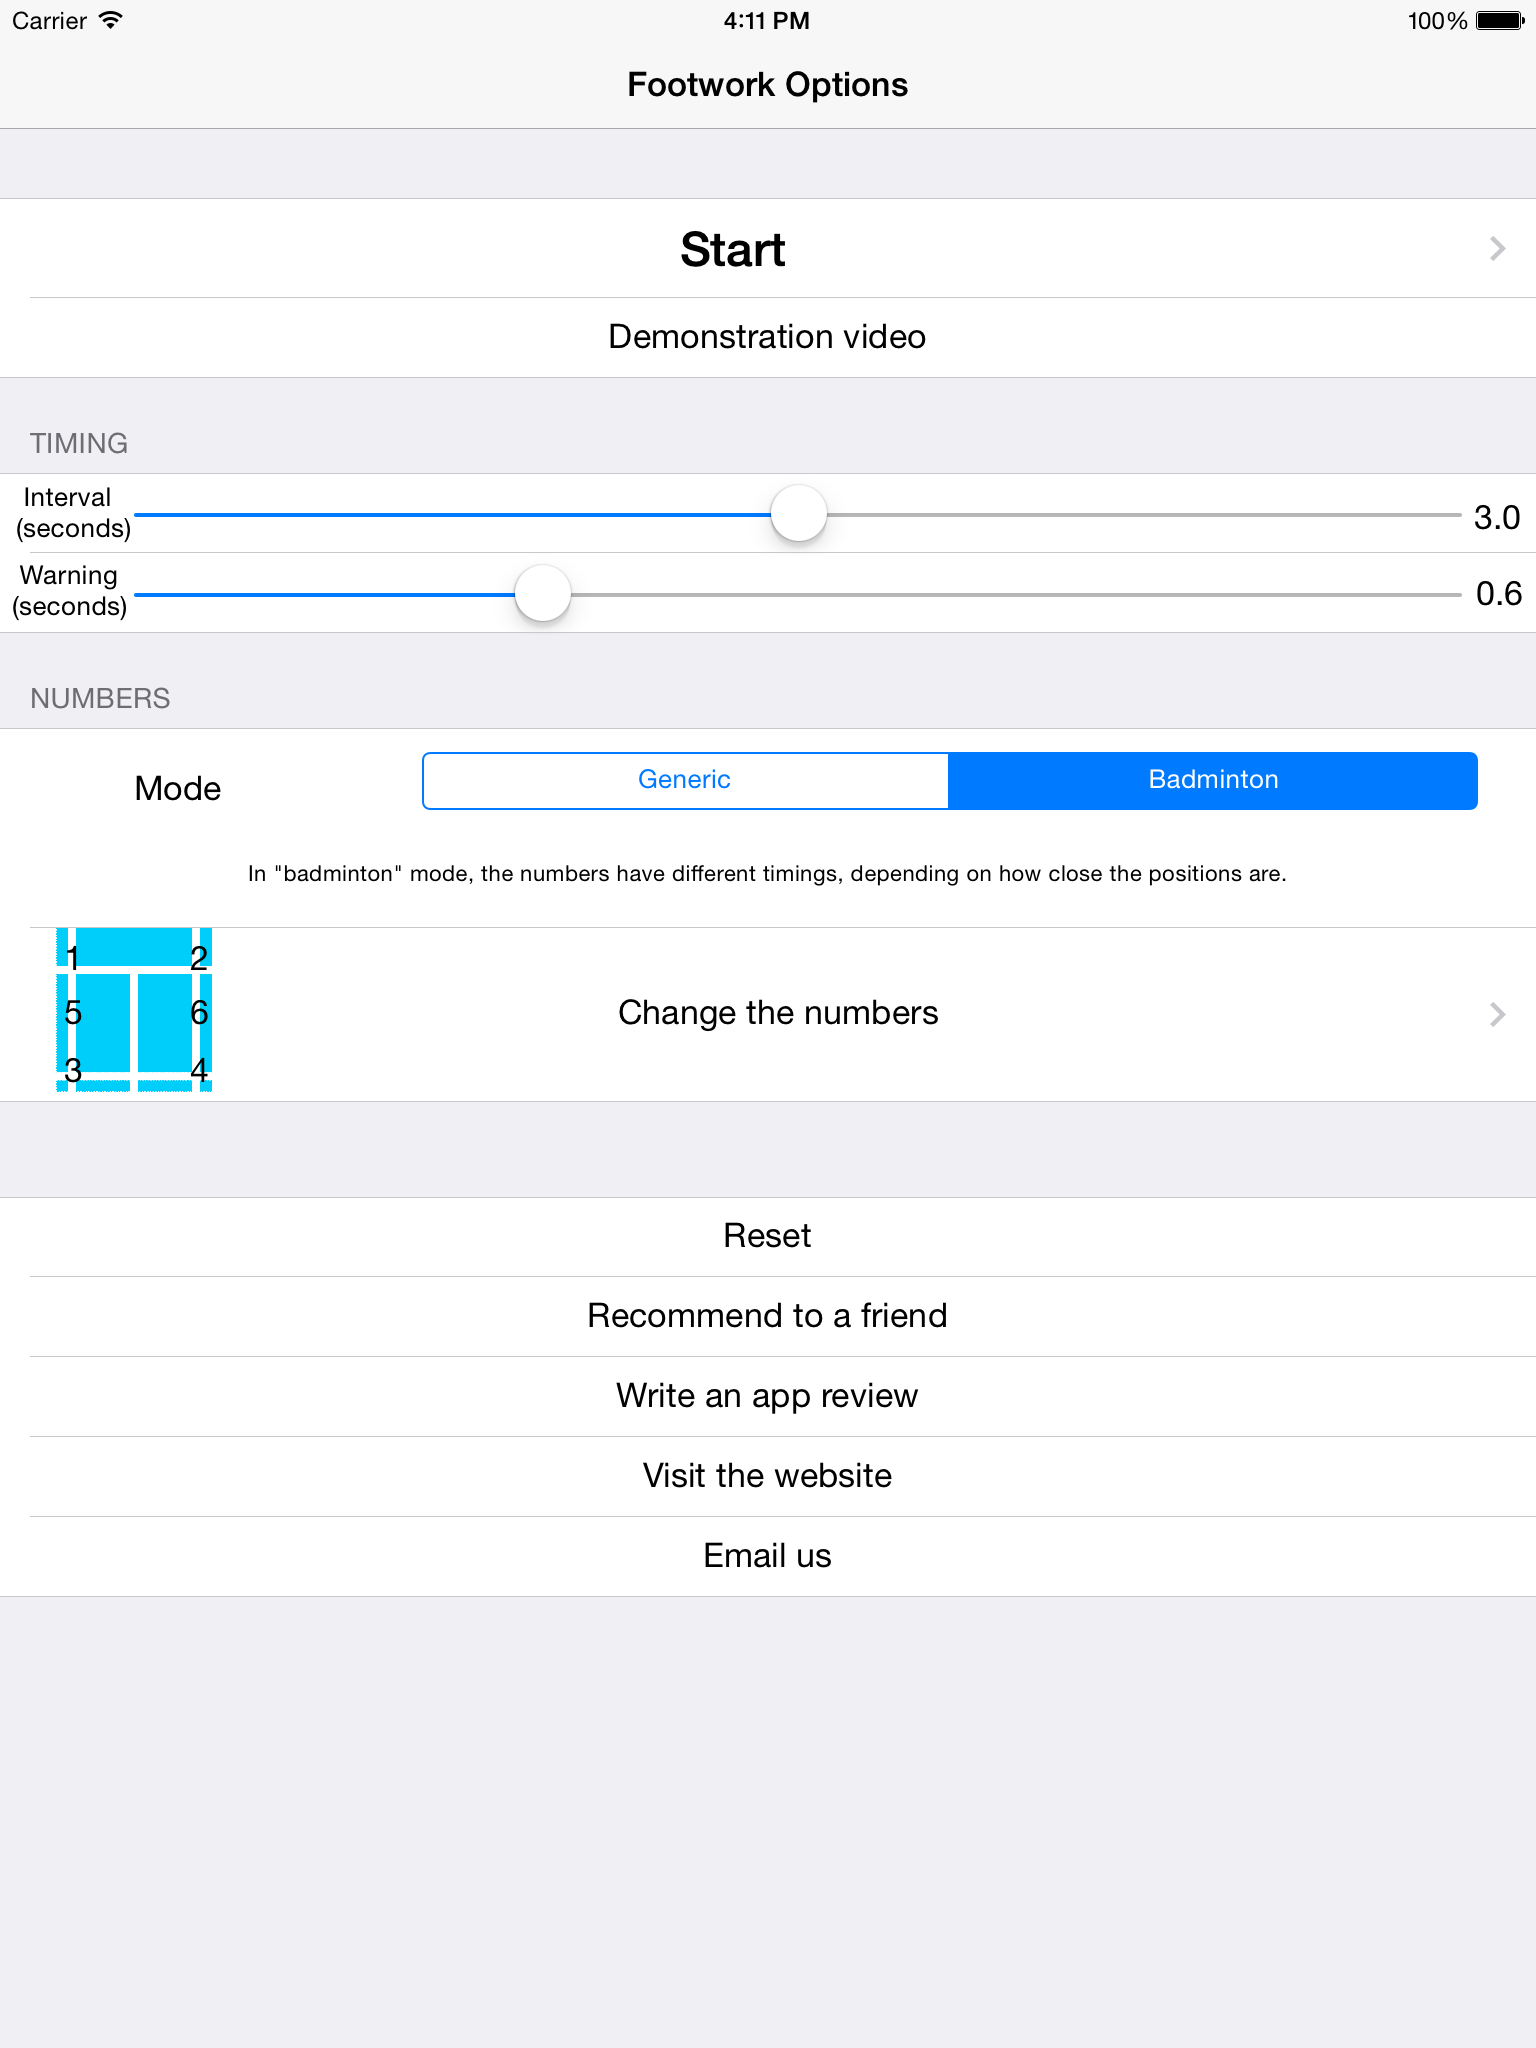 Carrier 4:11 PM 100%
Footwork Options
Start
Demonstration video
TIMING
Interval
(seconds)
3.0
Warning
(seconds)
0.6
NUMBERS
Mode Generic Badminton
In "badminton" mode, the numbers have different timings, depending on how close the positions are.
1 2
5 6
3 4
Change the numbers
Reset
Recommend to a friend
Write an app review
Visit the website
Email us